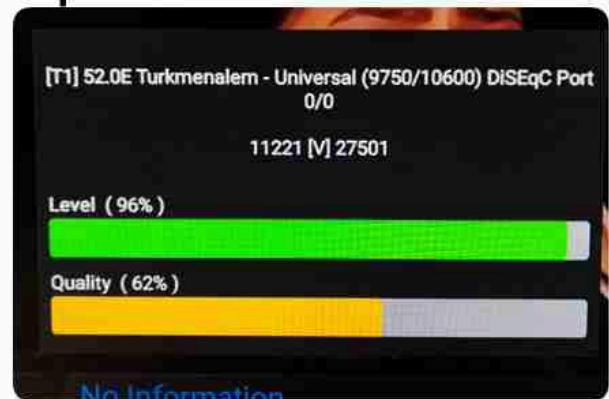 [T1] 52.0E Turkmenalem - Universal (9750/10600) DiSEqC Port
0/0
11221 [V] 27501
Level ( 96% )
Quality ( 62% )
No Information